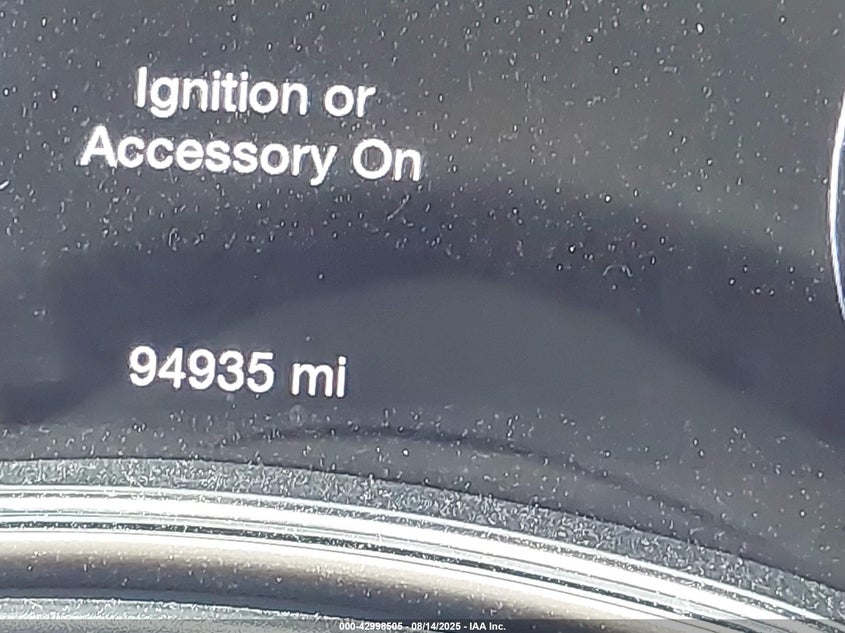 Ignition or
Accessory On
94935 mi
000-42998505 - 08/14/2025 - IAA Inc.